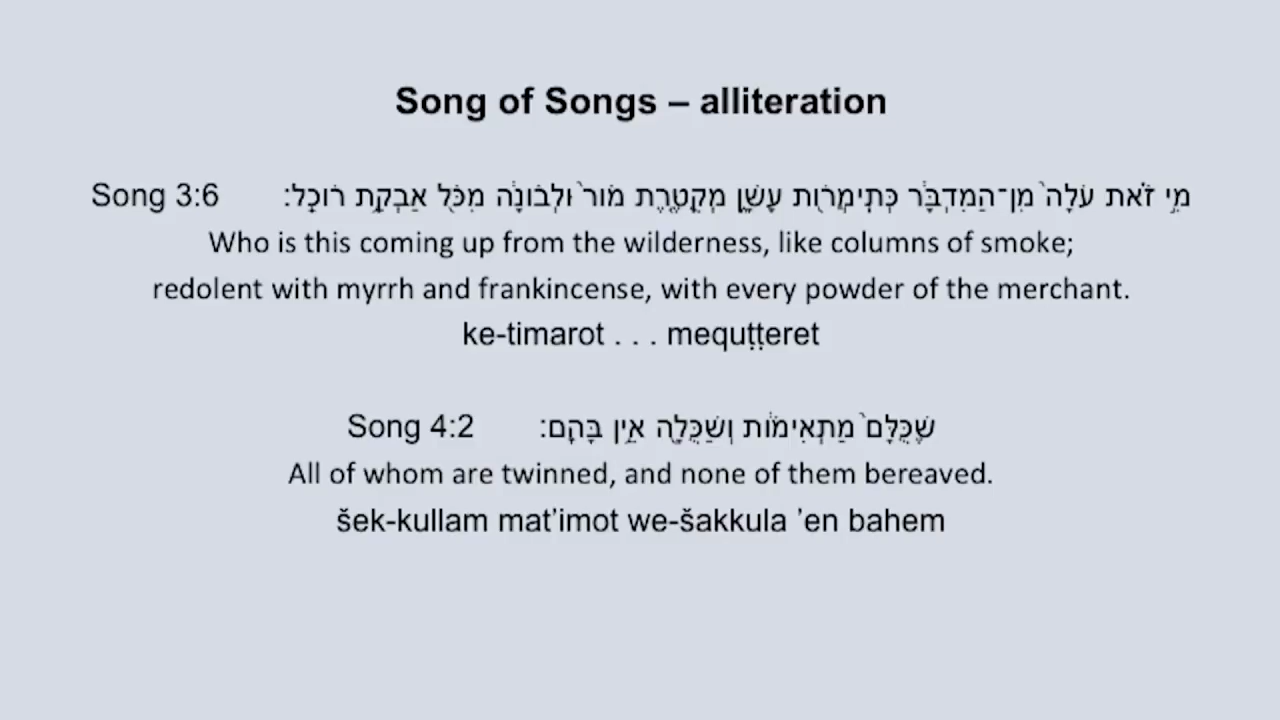 Song of Songs – alliteration
Song 3:6 מִ֣י זֹ֗את עֹלָה֙ מִן־הַמִּדְבָּ֔ר כְּתִֽימֲר֖וֹת עָשָׁ֑ן מְקֻטֶּ֤רֶת מוֹר֙ וּלְבוֹנָ֔ה מִכֹּ֖ל אַבְקַ֥ת רוֹכֵֽל׃
Who is this coming up from the wilderness, like columns of smoke;
redolent with myrrh and frankincense, with every powder of the merchant.
ke-timarot . . . mequṭṭeret
Song 4:2 שֶׁכֻּלָּם֙ מַתְאִימ֔וֹת וְשַׁכֻּלָ֖ה אֵ֥ין בָּהֶֽם׃
All of whom are twinned, and none of them bereaved.
šek-kullam mat’imot we-šakkula ’en bahem